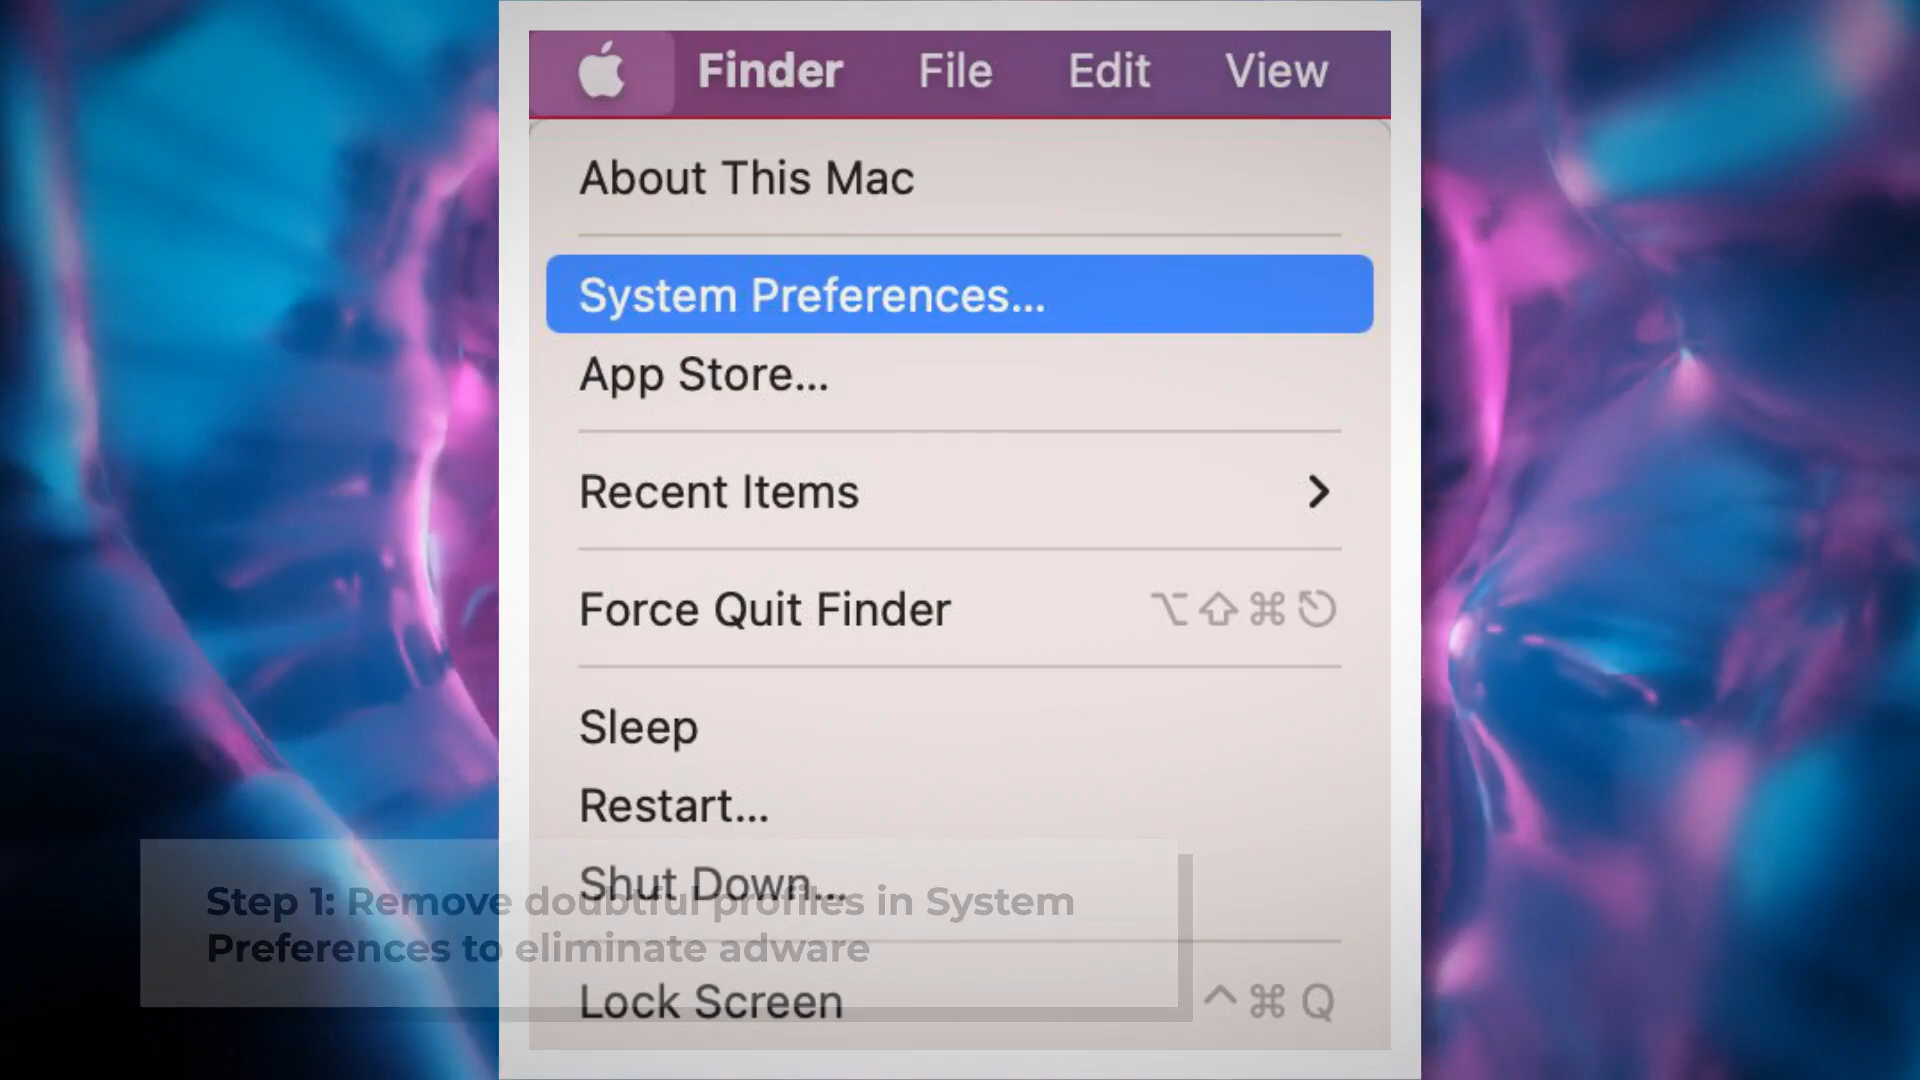 Finder File Edit View
About This Mac
System Preferences...
App Store...
Recent Items
Force Quit Finder ⌥⇧⌘⎋
Sleep
Restart...
Shut Down...
Step 1: Remove doubtful profiles in System
Preferences to eliminate adware
Lock Screen ^⌘Q